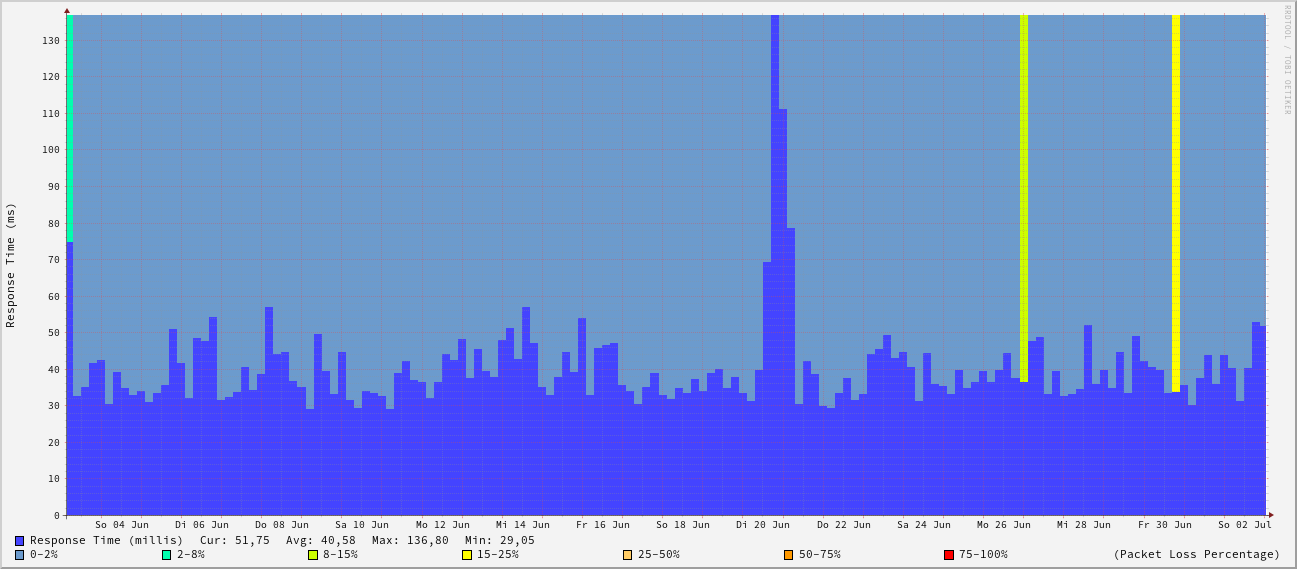 RRDTOOL / TOBI OETIKER
Response Time (ms)
130
120
110
100
90
80
70
60
50
40
30
20
10
0
So 04 Jun Di 06 Jun Do 08 Jun Sa 10 Jun Mo 12 Jun Mi 14 Jun Fr 16 Jun So 18 Jun Di 20 Jun Do 22 Jun Sa 24 Jun Mo 26 Jun Mi 28 Jun Fr 30 Jun So 02 Jul
Response Time (millis) Cur: 51,75 Avg: 40,58 Max: 136,80 Min: 29,05
0-2% 2-8% 8-15% 15-25% 25-50% 50-75% 75-100% (Packet Loss Percentage)